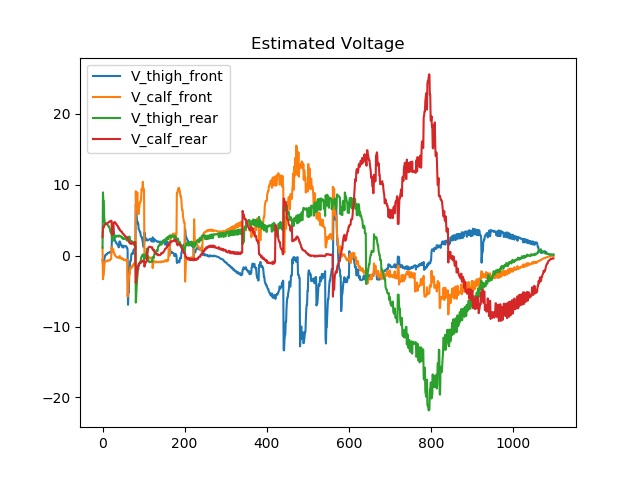 Estimated Voltage
V_thigh_front
V_calf_front
V_thigh_rear
V_calf_rear
20
10
0
−10
−20
0 200 400 600 800 1000